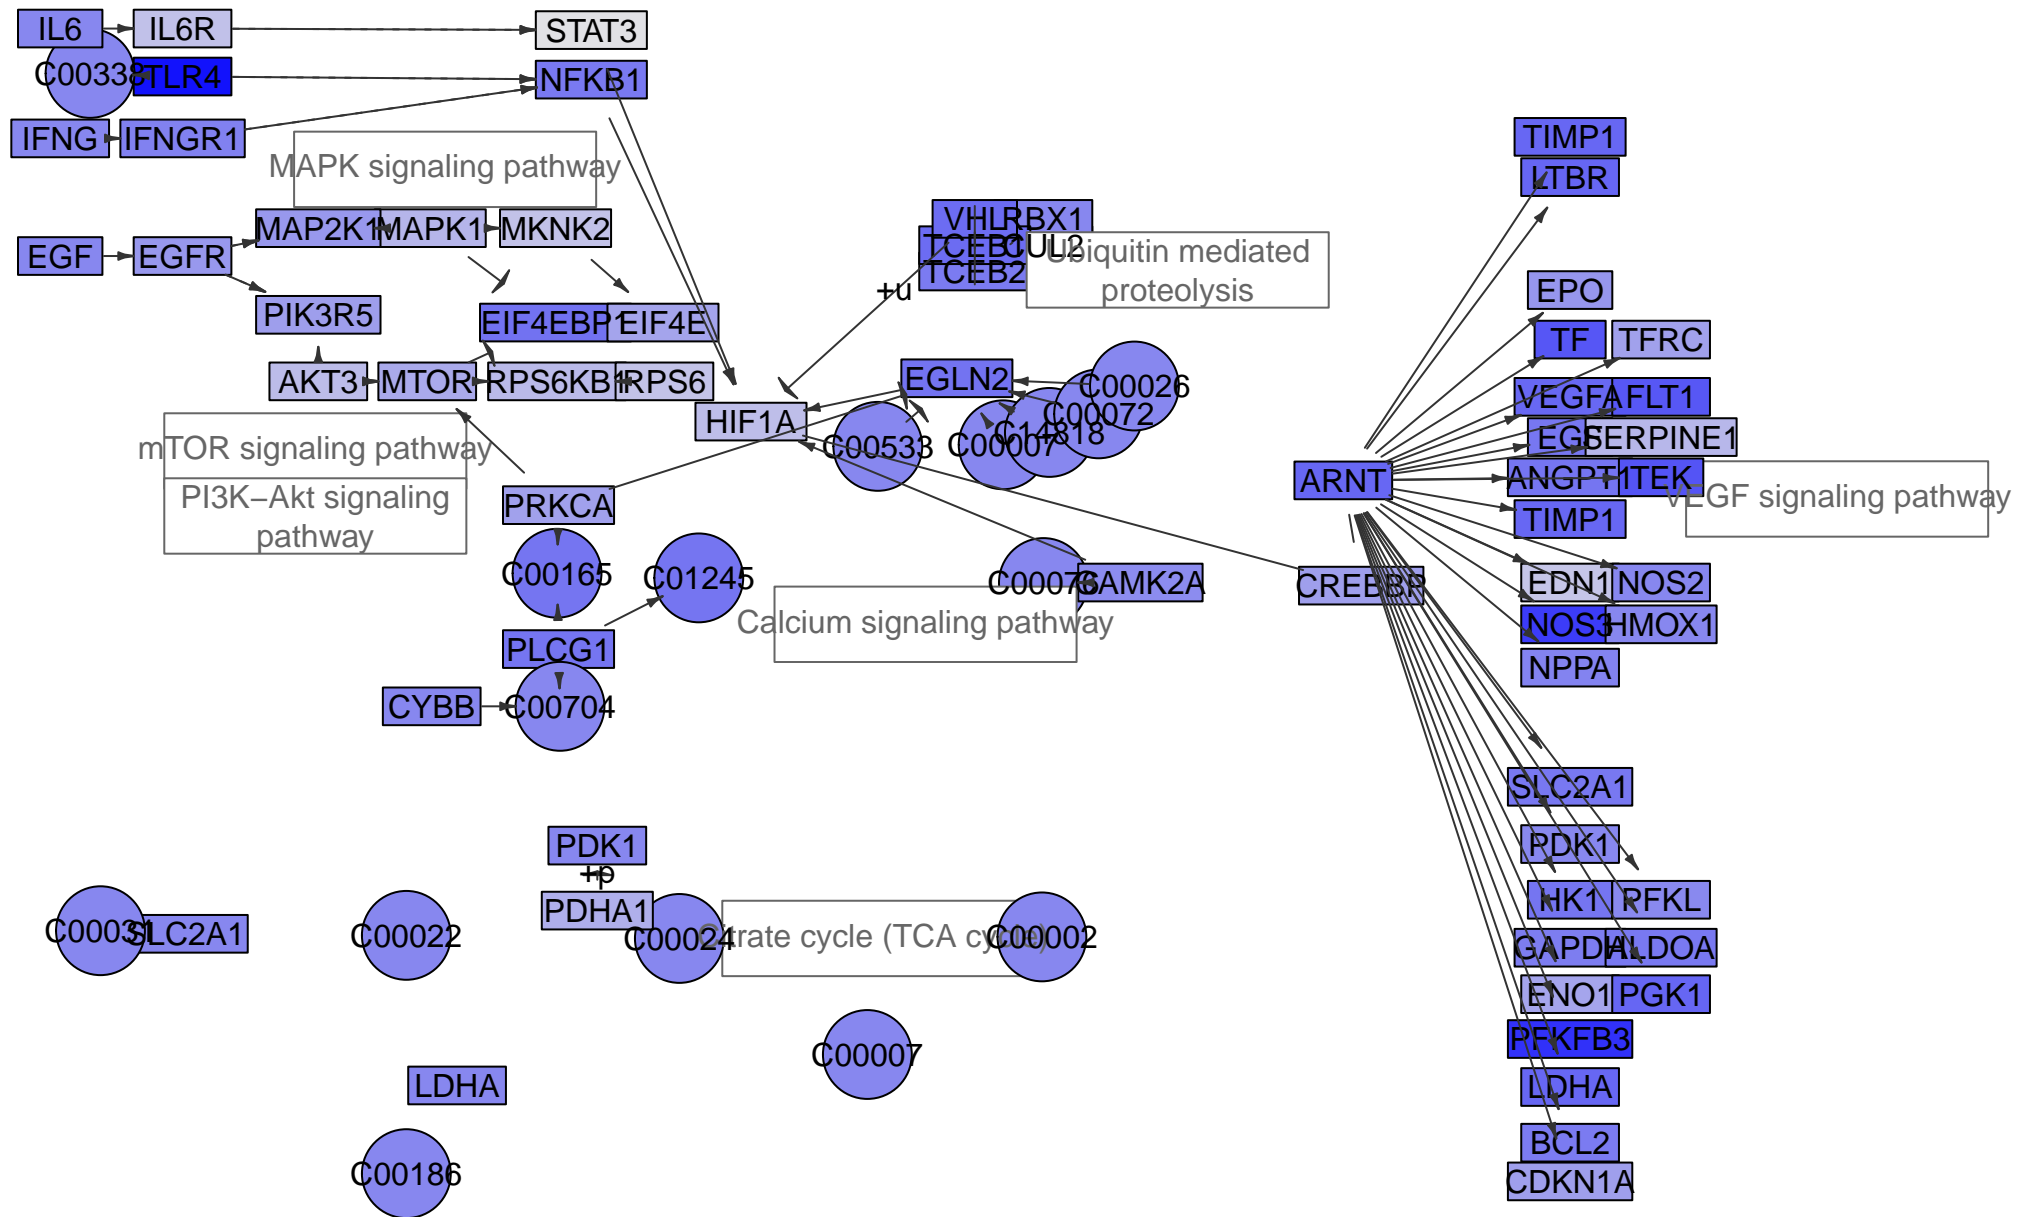 IL6
IL6R
STAT3
C00338
TLR4
NFKB1
IFNG
IFNGR1
MAPK signaling pathway
TIMP1
LTBR
MAP2K1
MAPK1
MKNK2
VHL
RBX1
TCEB1
CUL2
TCEB2
Ubiquitin mediated
proteolysis
+u
EGF
EGFR
PIK3R5
EIF4EBP1
EIF4E
EPO
TF
TFRC
AKT3
MTOR
RPS6KB1
RPS6
EGLN2
C00026
C00072
C14818
C00007
C00533
HIF1A
VEGFA
FLT1
EGF
SERPINE1
mTOR signaling pathway
PI3K−Akt signaling
pathway
PRKCA
ARNT
ANGPT1
TEK
VEGF signaling pathway
TIMP1
C00165
C01245
C00076
CAMK2A
CREBBP
EDN1
NOS2
Calcium signaling pathway
NOS3
HMOX1
PLCG1
NPPA
CYBB
C00704
SLC2A1
PDK1
+p
PDK1
PDHA1
HK1
PFKL
C00031
SLC2A1
C00022
C00024
Citrate cycle (TCA cycle)
C00002
GAPDH
ALDOA
ENO1
PGK1
C00007
PFKFB3
LDHA
LDHA
BCL2
C00186
CDKN1A